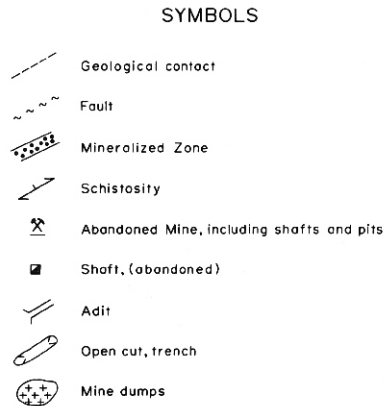 SYMBOLS
Geological contact
Fault
Mineralized Zone
Schistosity
Abandoned Mine, including shafts and pits
Shaft, (abandoned)
Adit
Open cut, trench
Mine dumps